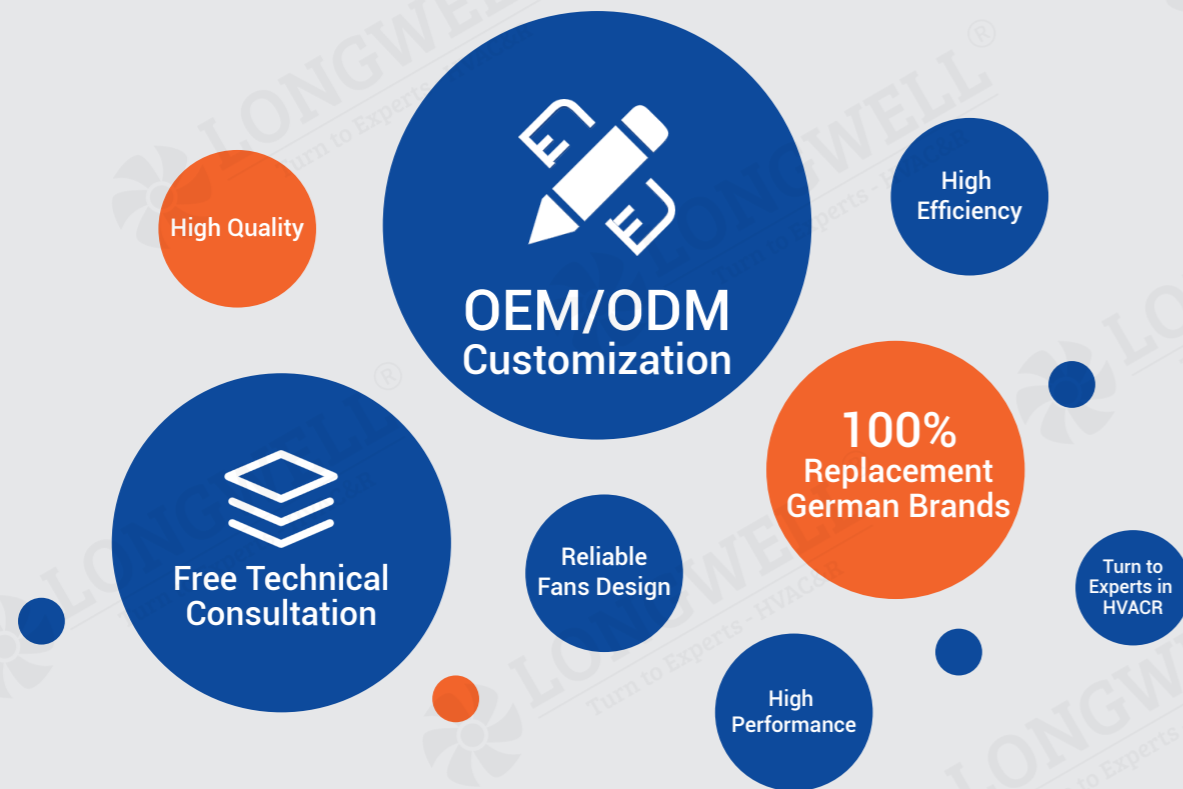 LONGWELL®
Turn to Experts - HVAC&R
High Quality
OEM/ODM
Customization
High
Efficiency
100%
Replacement
German Brands
Free Technical
Consultation
Reliable
Fans Design
Turn to
Experts in
HVACR
High
Performance